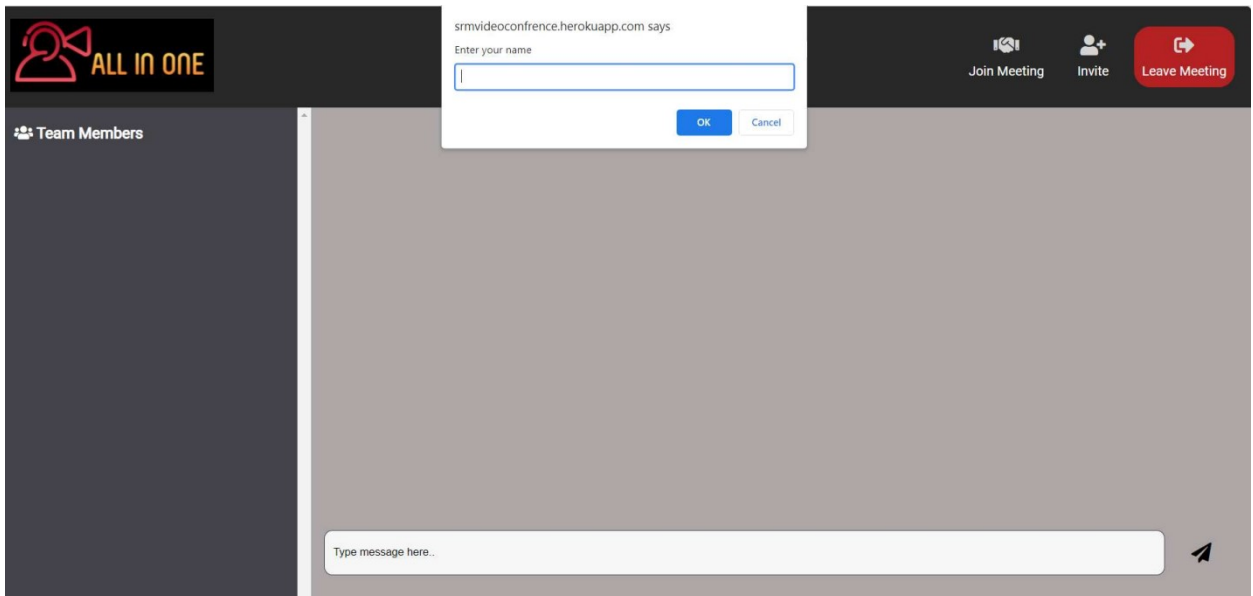 ALL IN ONE
srmvideoconfrence.herokuapp.com says
Enter your name
OK
Cancel
Join Meeting
Invite
Leave Meeting
Team Members
Type message here..